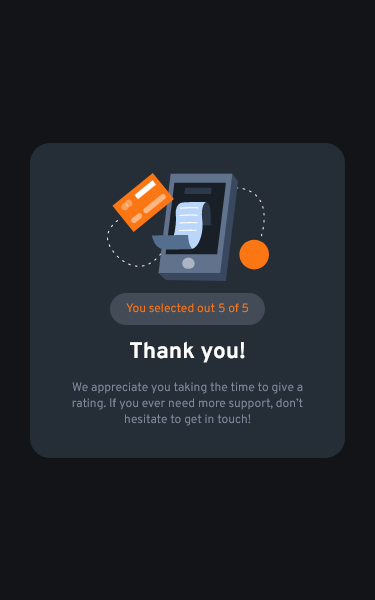 You selected out 5 of 5
Thank you!
We appreciate you taking the time to give a
rating. If you ever need more support, don’t
hesitate to get in touch!